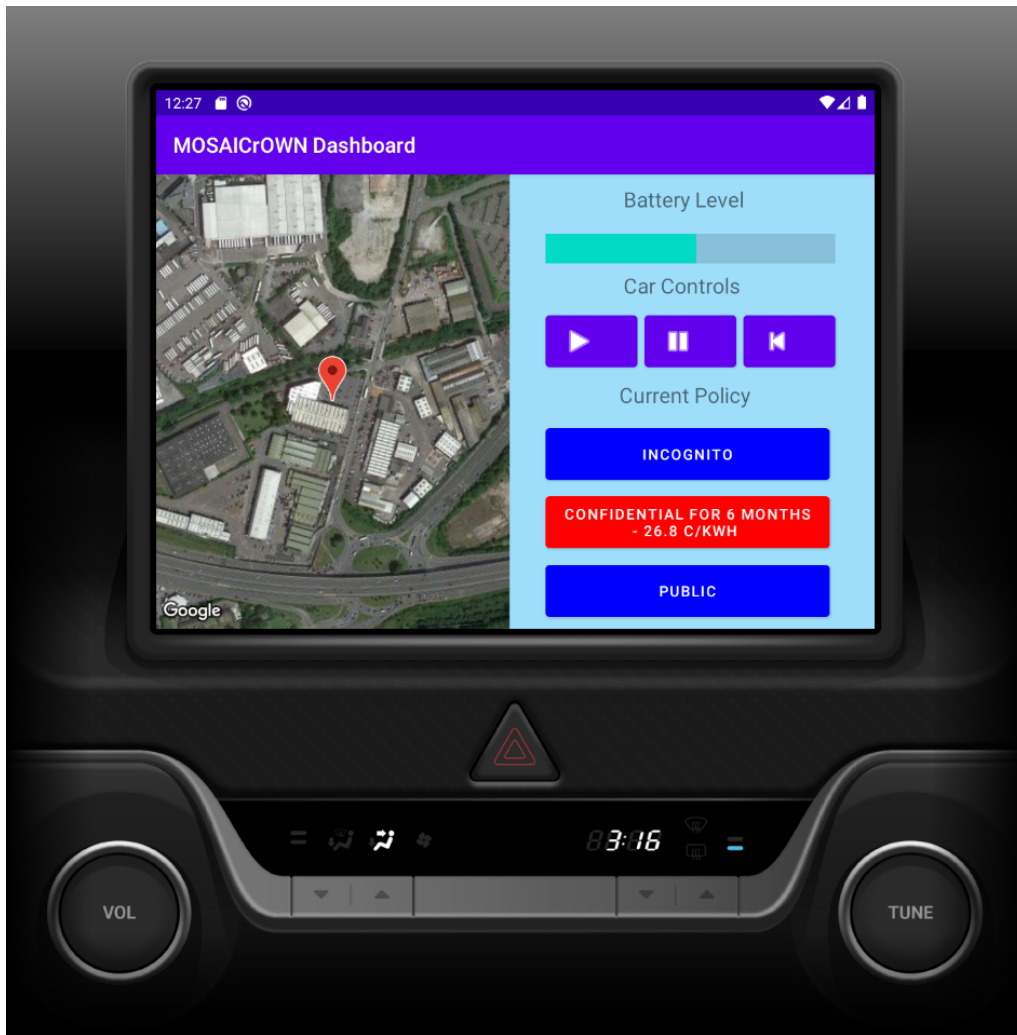 12:27
MOSAICrOWN Dashboard
Battery Level
Car Controls
Current Policy
INCOGNITO
CONFIDENTIAL FOR 6 MONTHS
- 26.8 C/KWH
PUBLIC
Google
3:16
VOL
TUNE